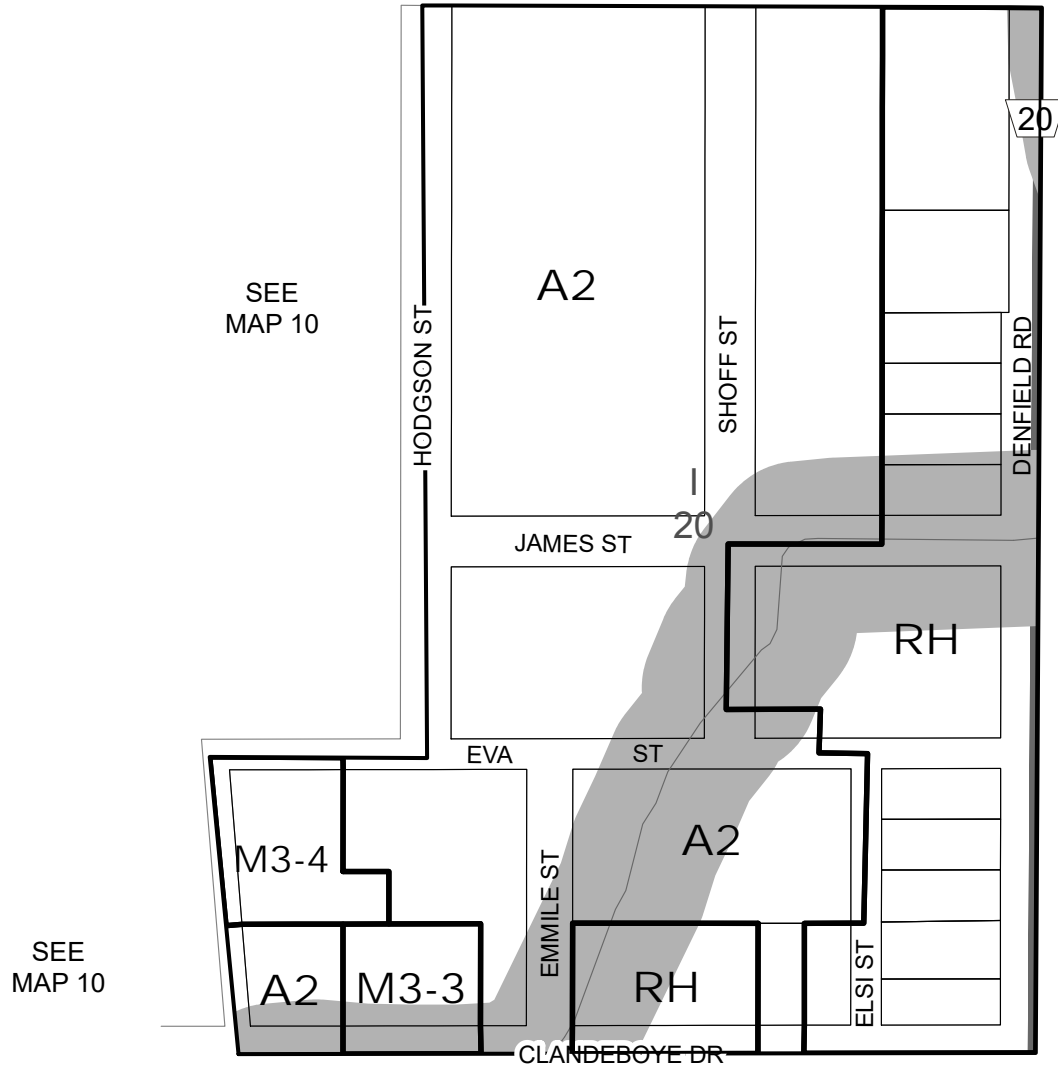 20
A2
SEE
MAP 10
HODGSON ST
SHOFF ST
DENFIELD RD
I
20
JAMES ST
RH
EVA ST
A2
M3-4
EMMILE ST
SEE
MAP 10
A2
M3-3
RH
ELSI ST
CLANDEBOYE DR